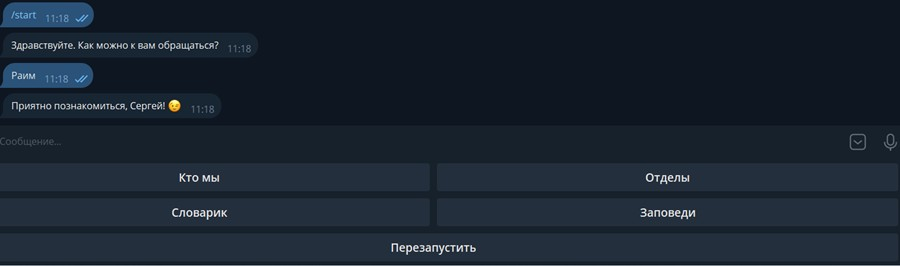 /start 11:18
Здравствуйте. Как можно к вам обращаться? 11:18
Раим 11:18
Приятно познакомиться, Сергей! 😉 11:18
Сообщение...
Кто мы
Отделы
Словарик
Заповеди
Перезапустить